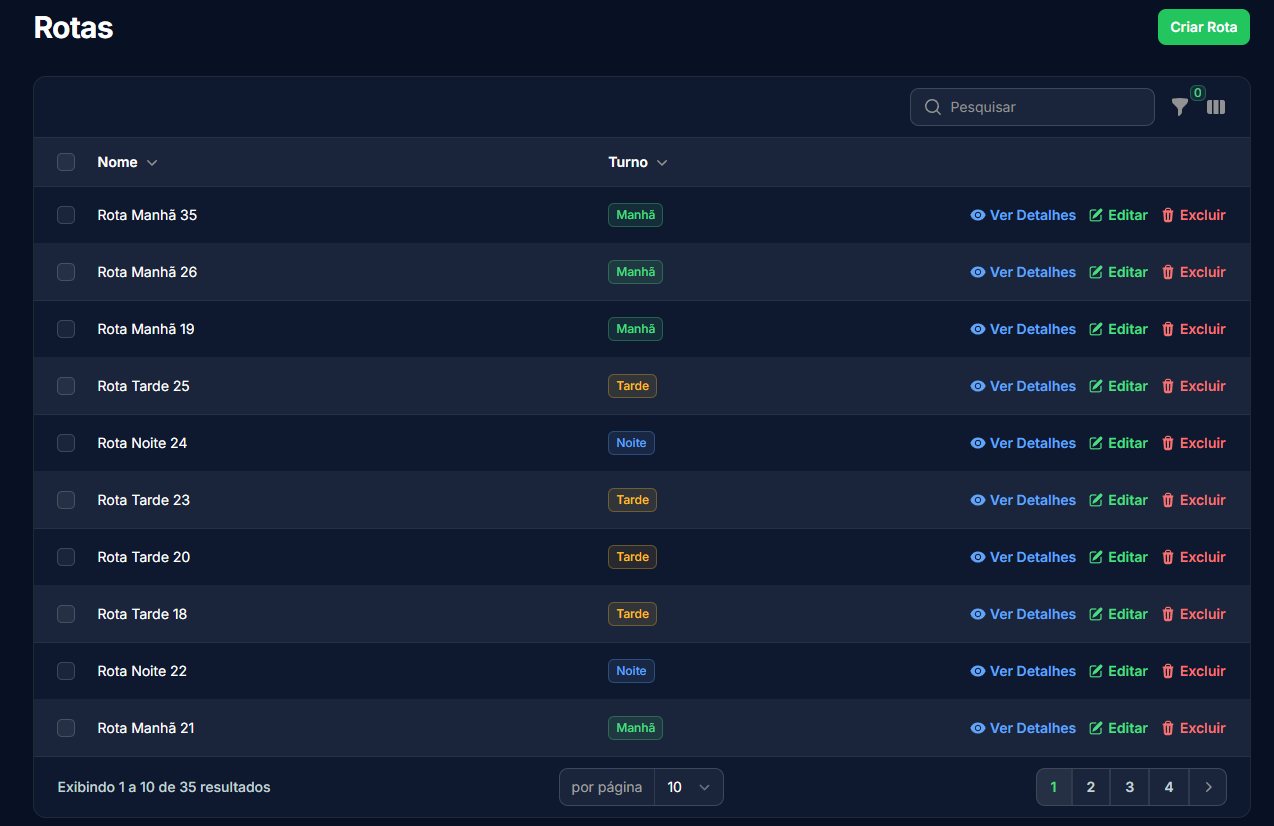 Rotas
Criar Rota
Pesquisar
0
Nome Turno
Rota Manhã 35 Manhã Ver Detalhes Editar Excluir
Rota Manhã 26 Manhã Ver Detalhes Editar Excluir
Rota Manhã 19 Manhã Ver Detalhes Editar Excluir
Rota Tarde 25 Tarde Ver Detalhes Editar Excluir
Rota Noite 24 Noite Ver Detalhes Editar Excluir
Rota Tarde 23 Tarde Ver Detalhes Editar Excluir
Rota Tarde 20 Tarde Ver Detalhes Editar Excluir
Rota Tarde 18 Tarde Ver Detalhes Editar Excluir
Rota Noite 22 Noite Ver Detalhes Editar Excluir
Rota Manhã 21 Manhã Ver Detalhes Editar Excluir
Exibindo 1 a 10 de 35 resultados por página 10 1 2 3 4